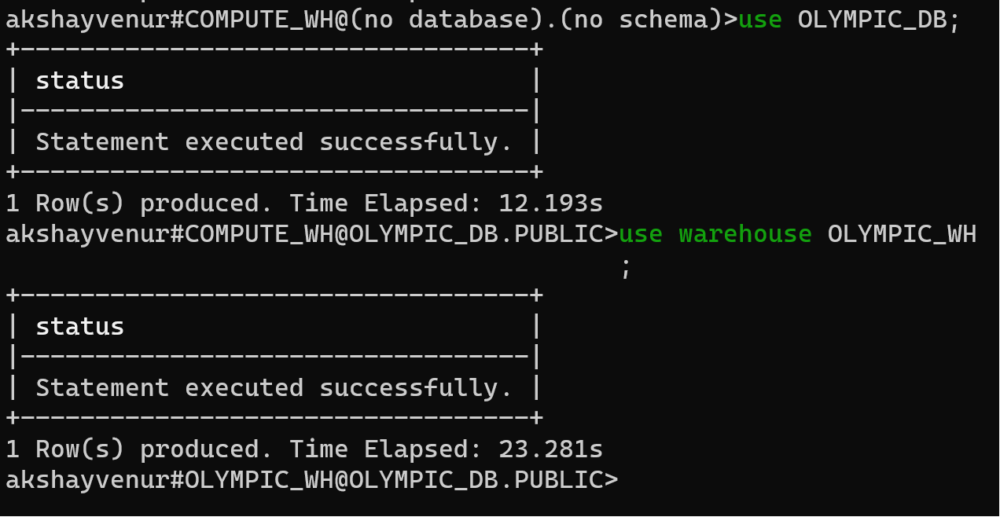 akshayvenur#COMPUTE_WH@(no database).(no schema)>use OLYMPIC_DB;
+----------------------------------+
| status                           |
|----------------------------------|
| Statement executed successfully. |
+----------------------------------+
1 Row(s) produced. Time Elapsed: 12.193s
akshayvenur#COMPUTE_WH@OLYMPIC_DB.PUBLIC>use warehouse OLYMPIC_WH
                                         ;
+----------------------------------+
| status                           |
|----------------------------------|
| Statement executed successfully. |
+----------------------------------+
1 Row(s) produced. Time Elapsed: 23.281s
akshayvenur#OLYMPIC_WH@OLYMPIC_DB.PUBLIC>